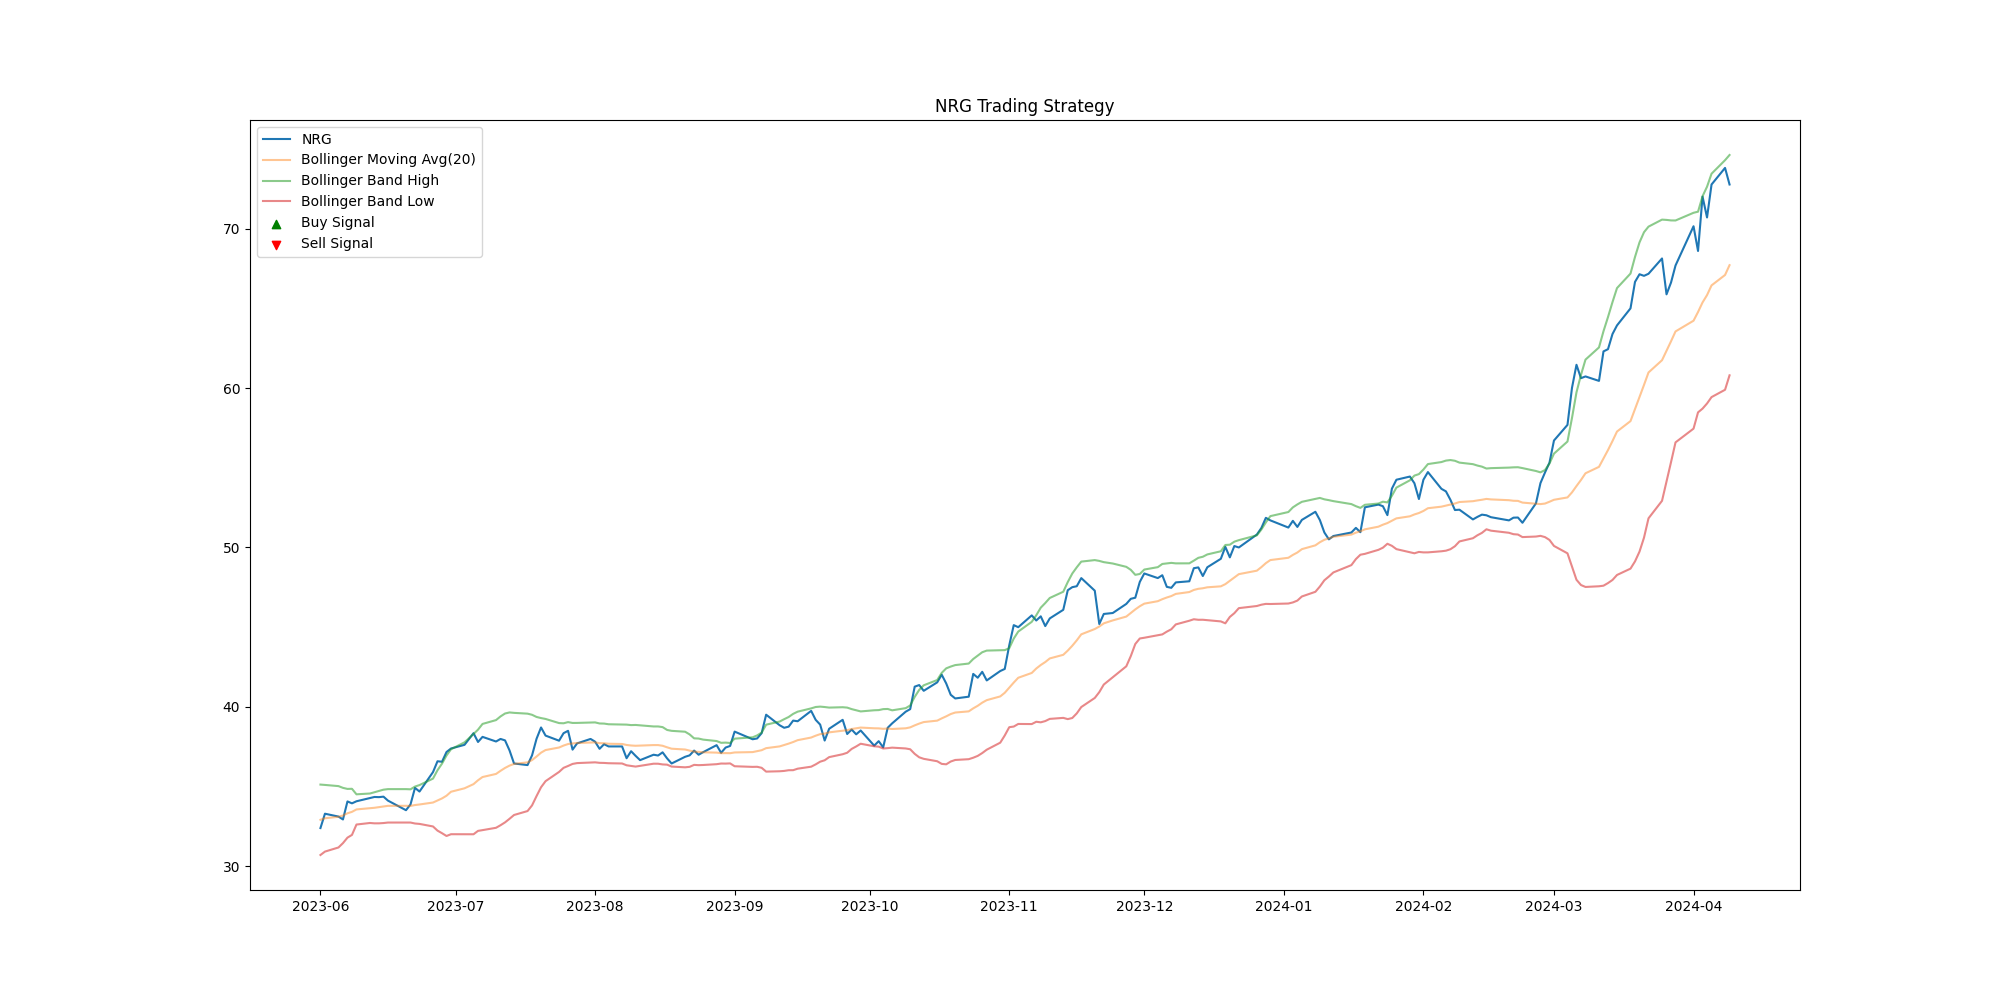 NRG Trading Strategy
NRG
Bollinger Moving Avg(20)
Bollinger Band High
Bollinger Band Low
Buy Signal
Sell Signal
70
60
50
40
30
2023-06 2023-07 2023-08 2023-09 2023-10 2023-11 2023-12 2024-01 2024-02 2024-03 2024-04